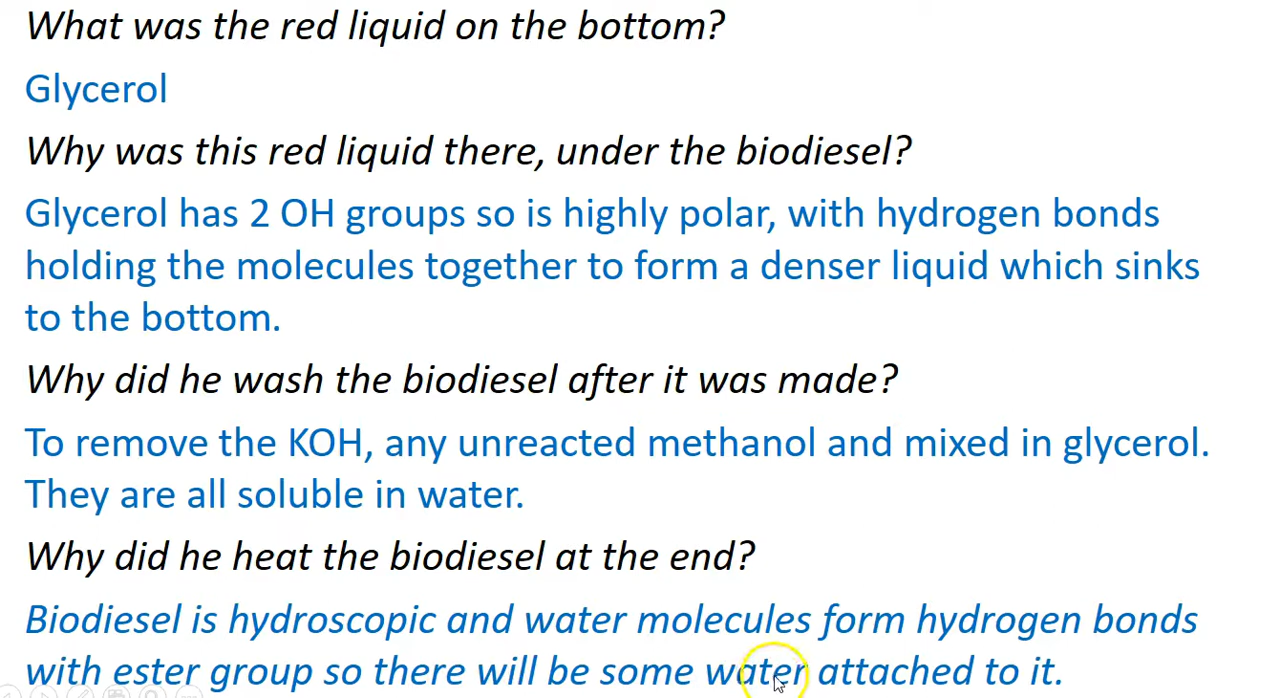 What was the red liquid on the bottom?
Glycerol
Why was this red liquid there, under the biodiesel?
Glycerol has 2 OH groups so is highly polar, with hydrogen bonds
holding the molecules together to form a denser liquid which sinks
to the bottom.
Why did he wash the biodiesel after it was made?
To remove the KOH, any unreacted methanol and mixed in glycerol.
They are all soluble in water.
Why did he heat the biodiesel at the end?
Biodiesel is hydroscopic and water molecules form hydrogen bonds
with ester group so there will be some water attached to it.